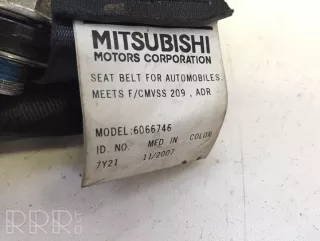 MITSUBISHI
MOTORS CORPORATION
SEAT BELT FOR AUTOMOBILES.
MEETS F/CMVSS 209 , ADR
MODEL:6066746
ID. NO. MFD IN COLOR
7Y21 11/2007
RRR.LT